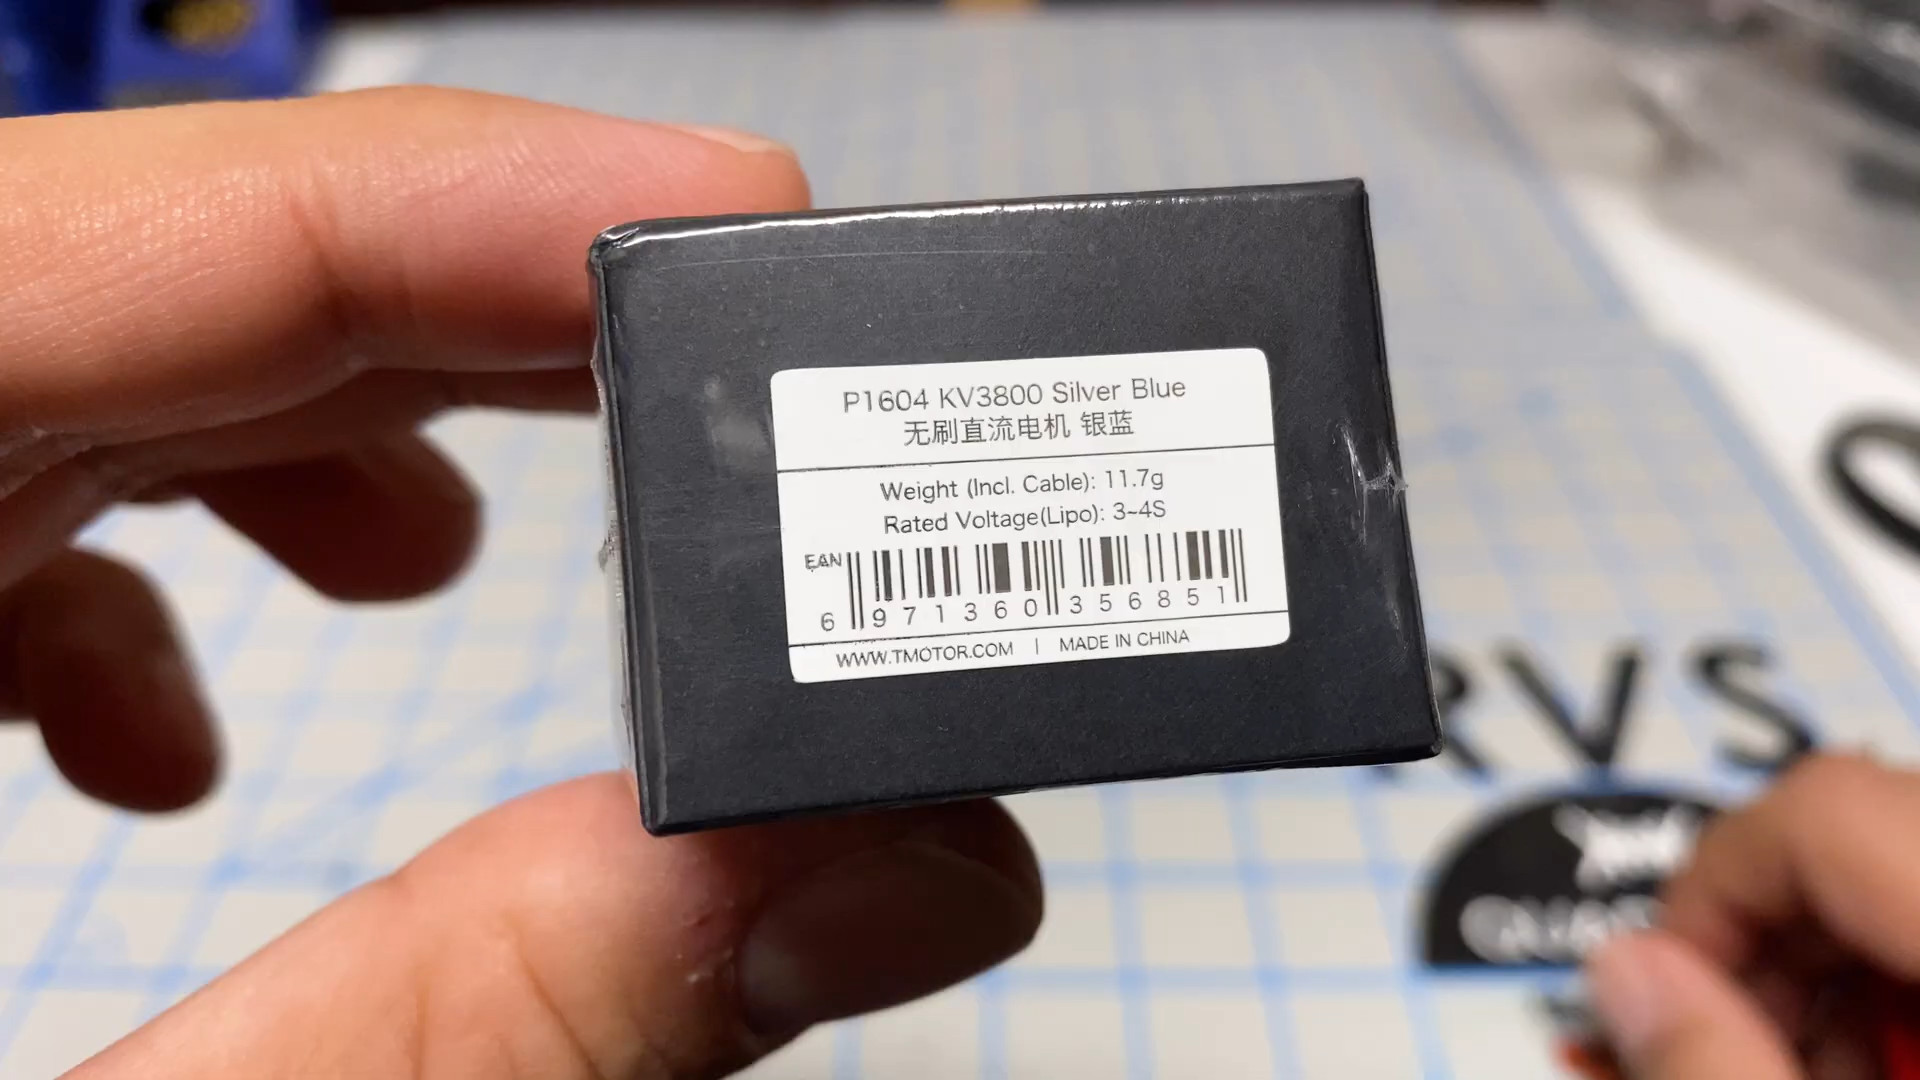 P1604 KV3800 Silver Blue
无刷直流电机 银蓝
Weight (Incl. Cable): 11.7g
Rated Voltage(Lipo): 3~4S
EAN
6 971360 356851
WWW.TMOTOR.COM | MADE IN CHINA
RVS